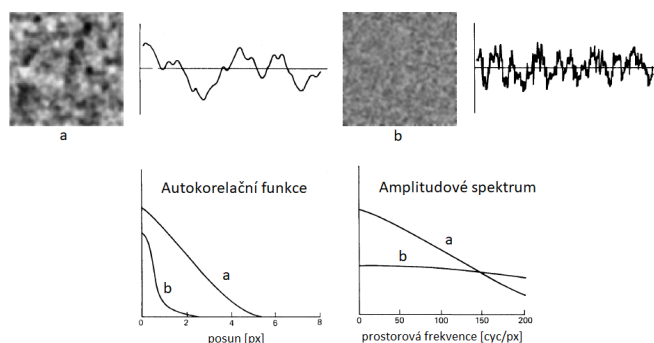 a
b
Autokorelační funkce
a
b
0
2
4
6
8
posun [px]
Amplitudové spektrum
a
b
0
50
100
150
200
prostorová frekvence [cyc/px]